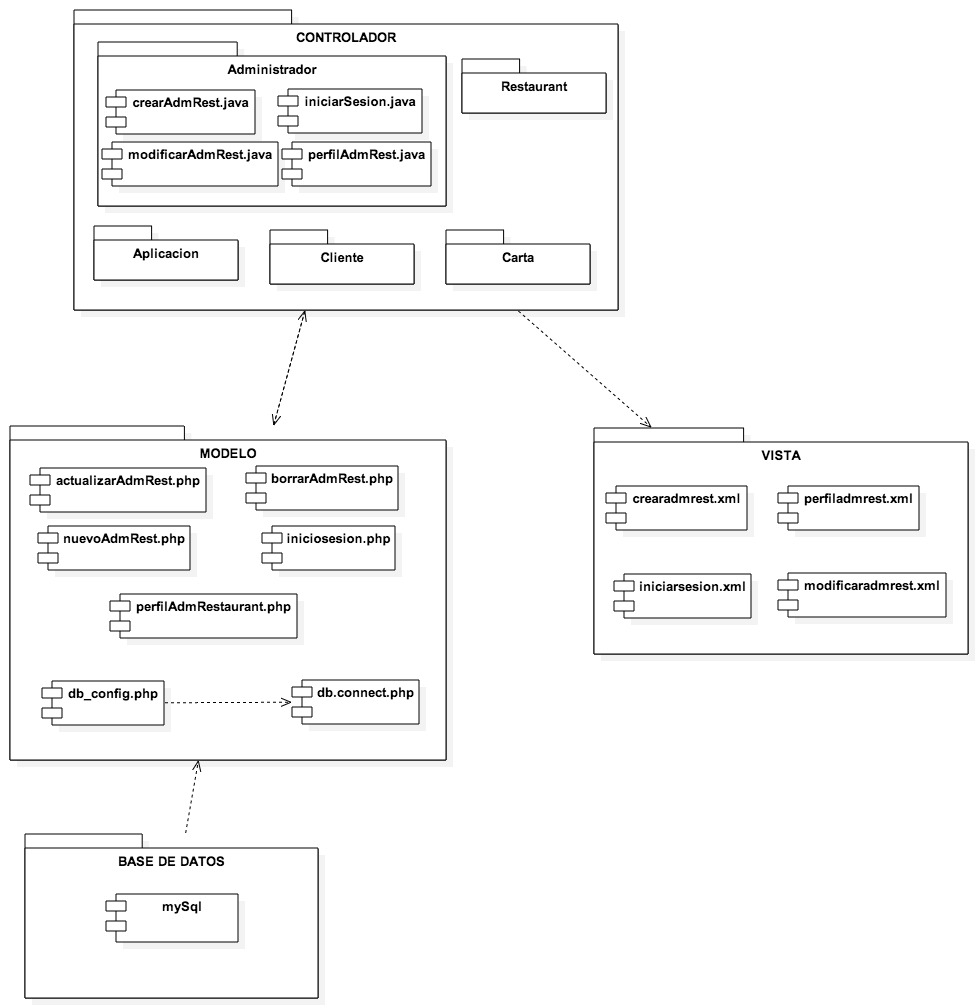 CONTROLADOR
Administrador
crearAdmRest.java
iniciarSesion.java
modificarAdmRest.java
perfilAdmRest.java
Restaurant
Aplicacion
Cliente
Carta
MODELO
actualizarAdmRest.php
borrarAdmRest.php
nuevoAdmRest.php
iniciosesion.php
perfilAdmRestaurant.php
db_config.php
db.connect.php
VISTA
crearadmrest.xml
perfiladmrest.xml
iniciarsesion.xml
modificaradmrest.xml
BASE DE DATOS
mySql